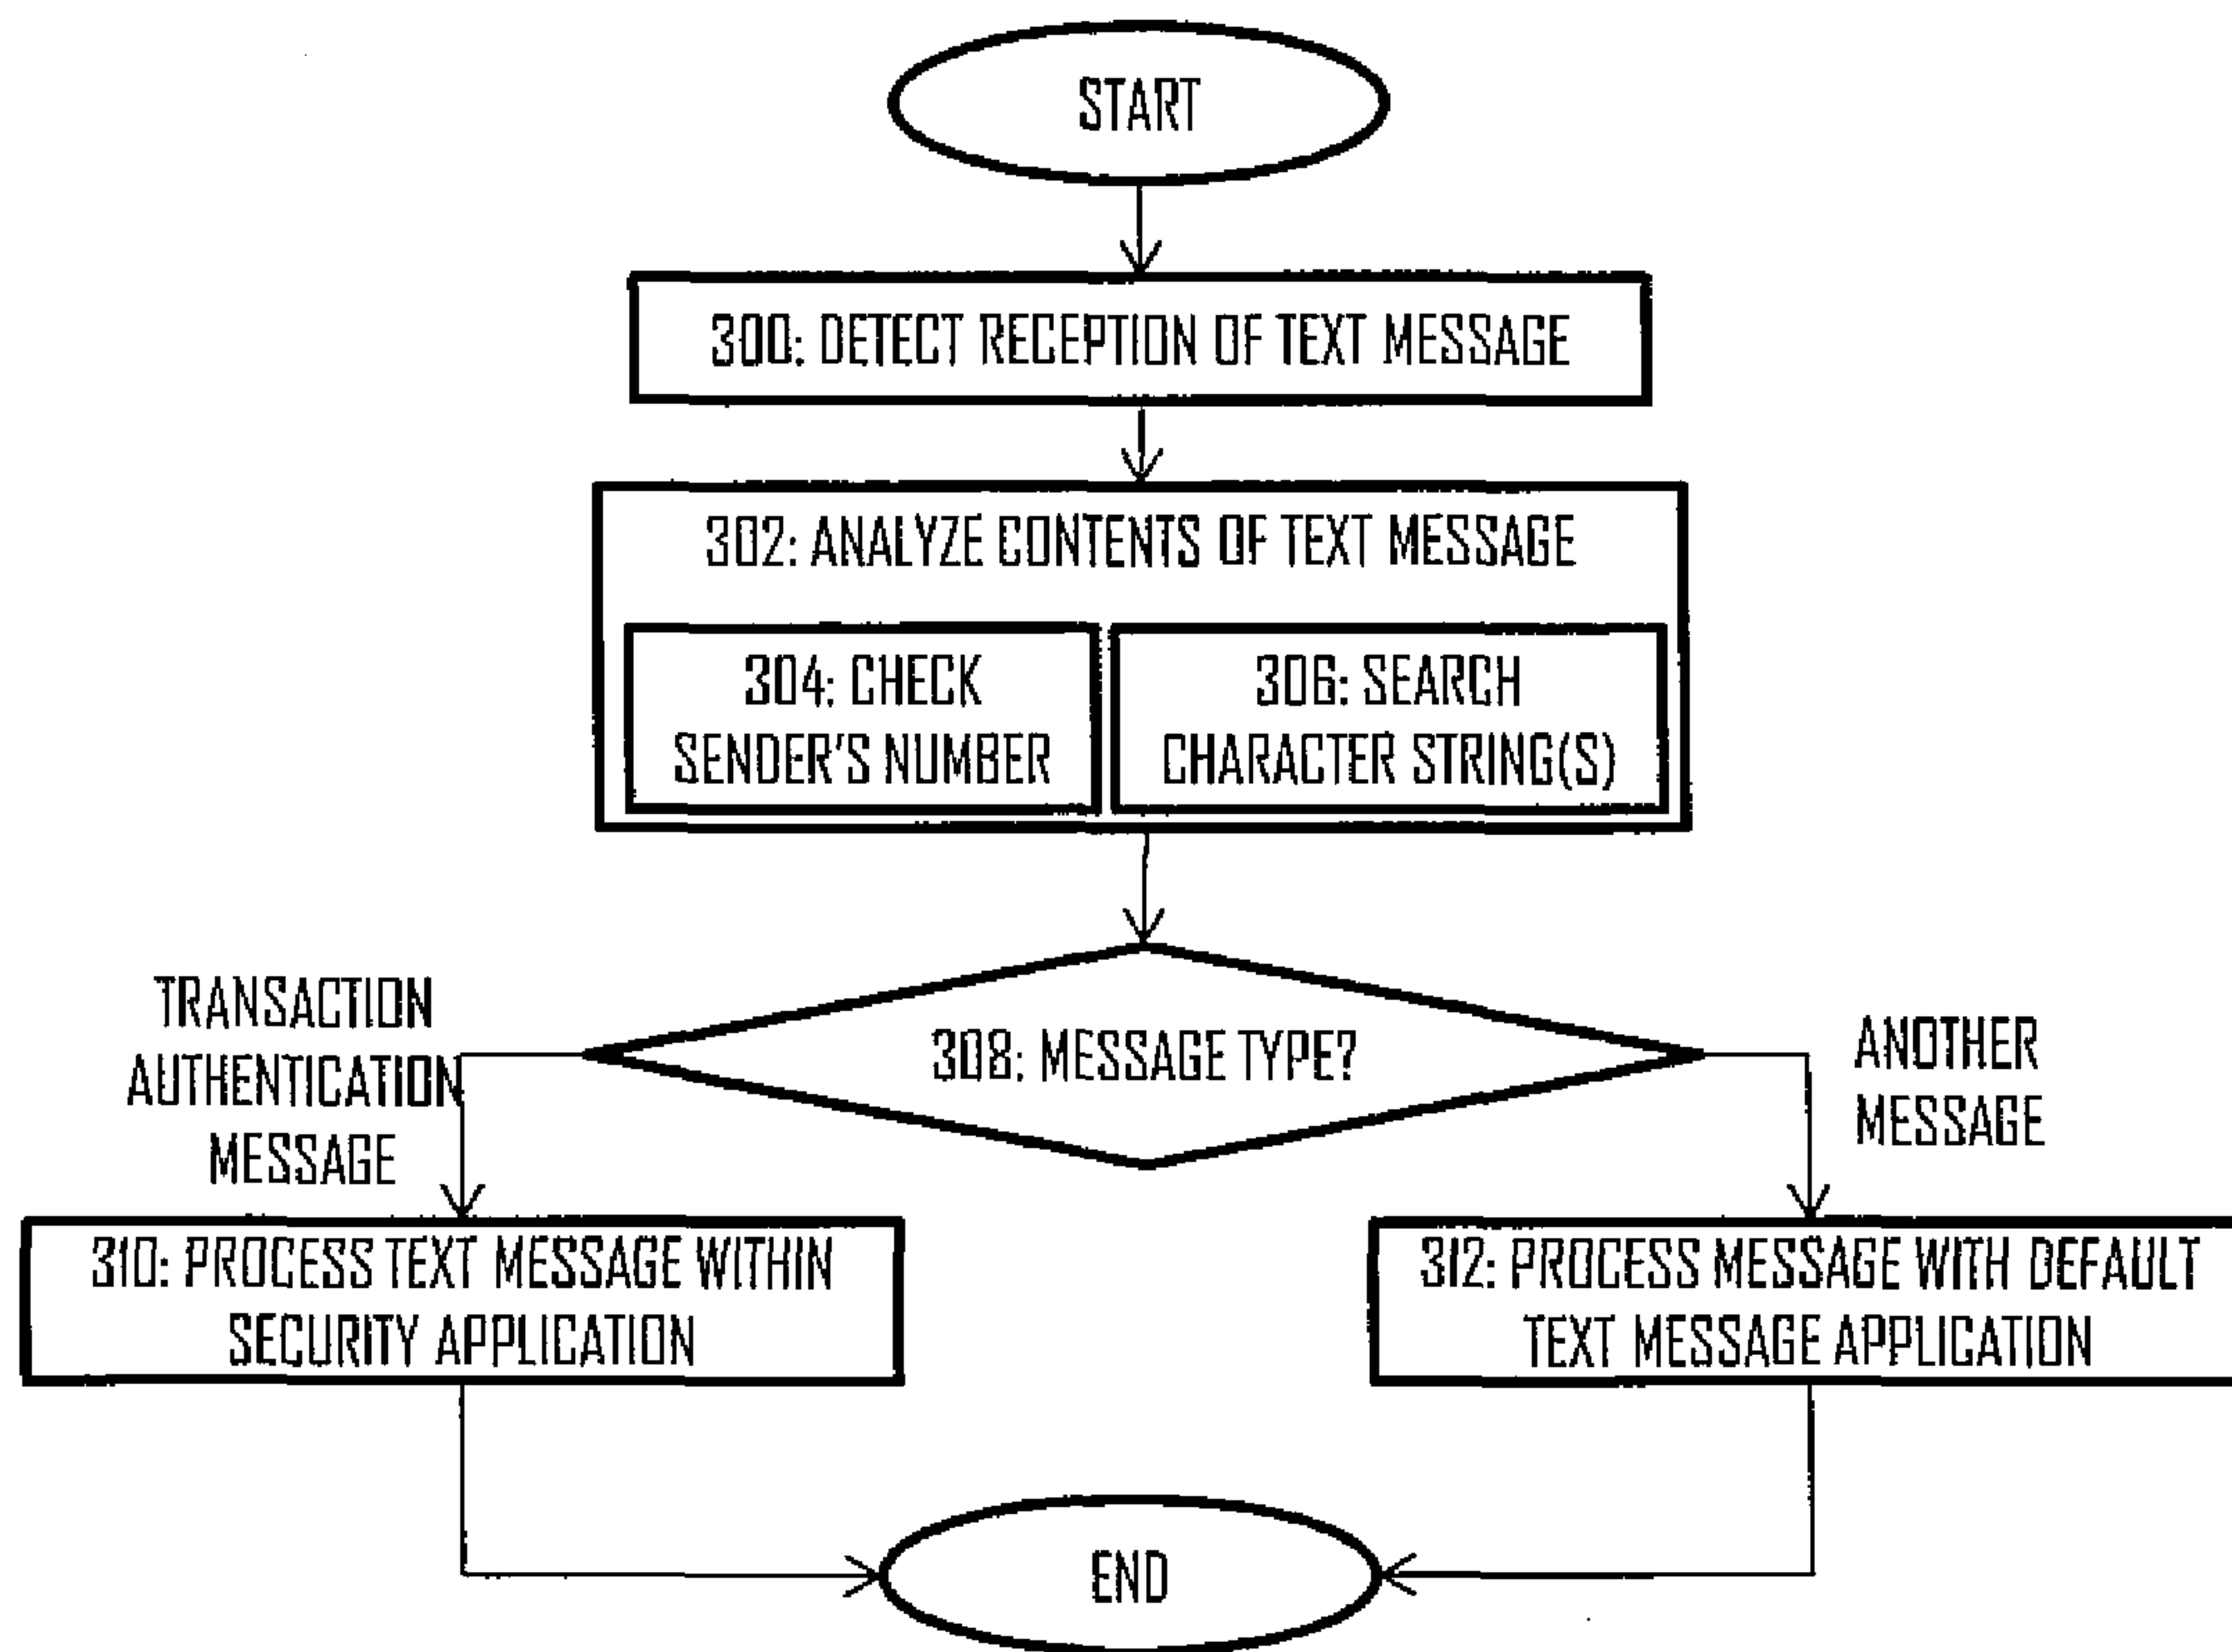 START
300: DETECT RECEPTION OF TEXT MESSAGE
302: ANALYZE CONTENTS OF TEXT MESSAGE
304: CHECK
SENDER'S NUMBER
306: SEARCH
CHARACTER STRING(S)
308: MESSAGE TYPE?
TRANSACTION
AUTHENTICATION
MESSAGE
ANOTHER
MESSAGE
310: PROCESS TEXT MESSAGE WITHIN
SECURITY APPLICATION
312: PROCESS MESSAGE WITH DEFAULT
TEXT MESSAGE APPLICATION
END